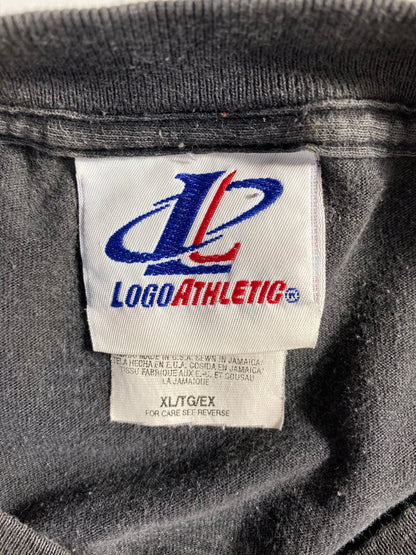 L
LOGOATHLETIC®
MADE IN U.S.A. SEWN IN JAMAICA/
TELA HECHA EN E.U.A. COSIDA EN JAMAICA/
TISSU FABRIQUE AUX E.-U. ET COUSU
LA JAMAIQUE
XL/TG/EX
FOR CARE SEE REVERSE